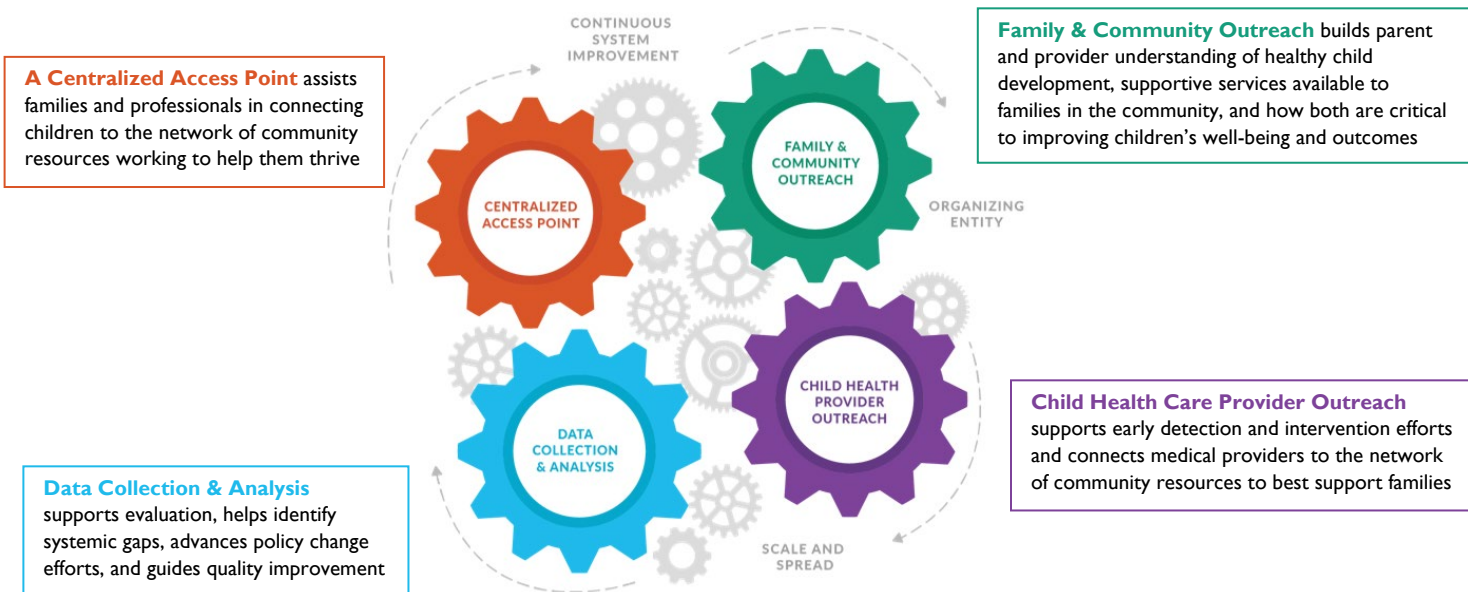 CONTINUOUS
SYSTEM
IMPROVEMENT
A Centralized Access Point assists
families and professionals in connecting
children to the network of community
resources working to help them thrive
Family & Community Outreach builds parent
and provider understanding of healthy child
development, supportive services available to
families in the community, and how both are critical
to improving children’s well-being and outcomes
CENTRALIZED
ACCESS POINT
FAMILY &
COMMUNITY
OUTREACH
ORGANIZING
ENTITY
DATA
COLLECTION
& ANALYSIS
CHILD HEALTH
PROVIDER
OUTREACH
Data Collection & Analysis
supports evaluation, helps identify
systemic gaps, advances policy change
efforts, and guides quality improvement
Child Health Care Provider Outreach
supports early detection and intervention efforts
and connects medical providers to the network
of community resources to best support families
SCALE AND
SPREAD